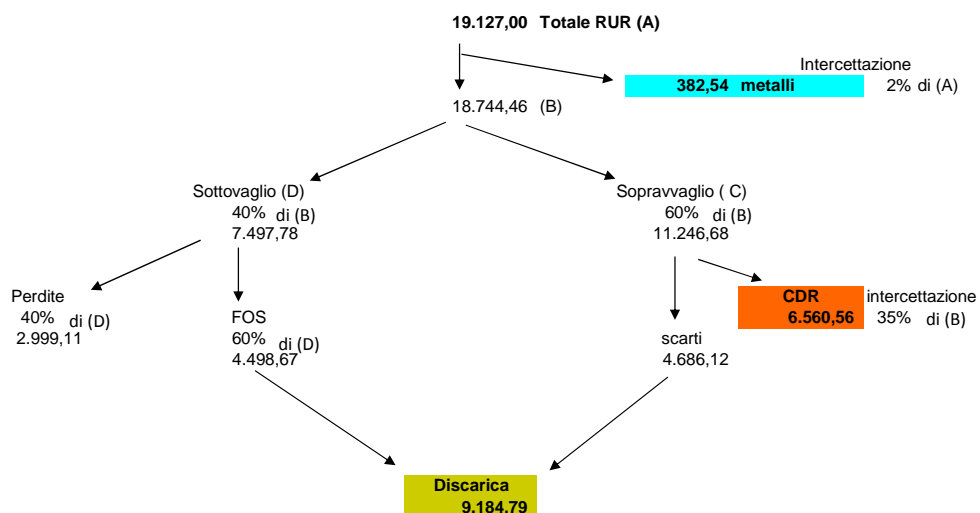 19.127,00 Totale RUR (A)
Intercettazione
382,54 metalli 2% di (A)
18.744,46 (B)
Sottovaglio (D)
40% di (B)
7.497,78
Sopravvaglio ( C)
60% di (B)
11.246,68
Perdite
40% di (D)
2.999,11
FOS
60% di (D)
4.498,67
scarti
4.686,12
CDR intercettazione
6.560,56 35% di (B)
Discarica
9.184,79